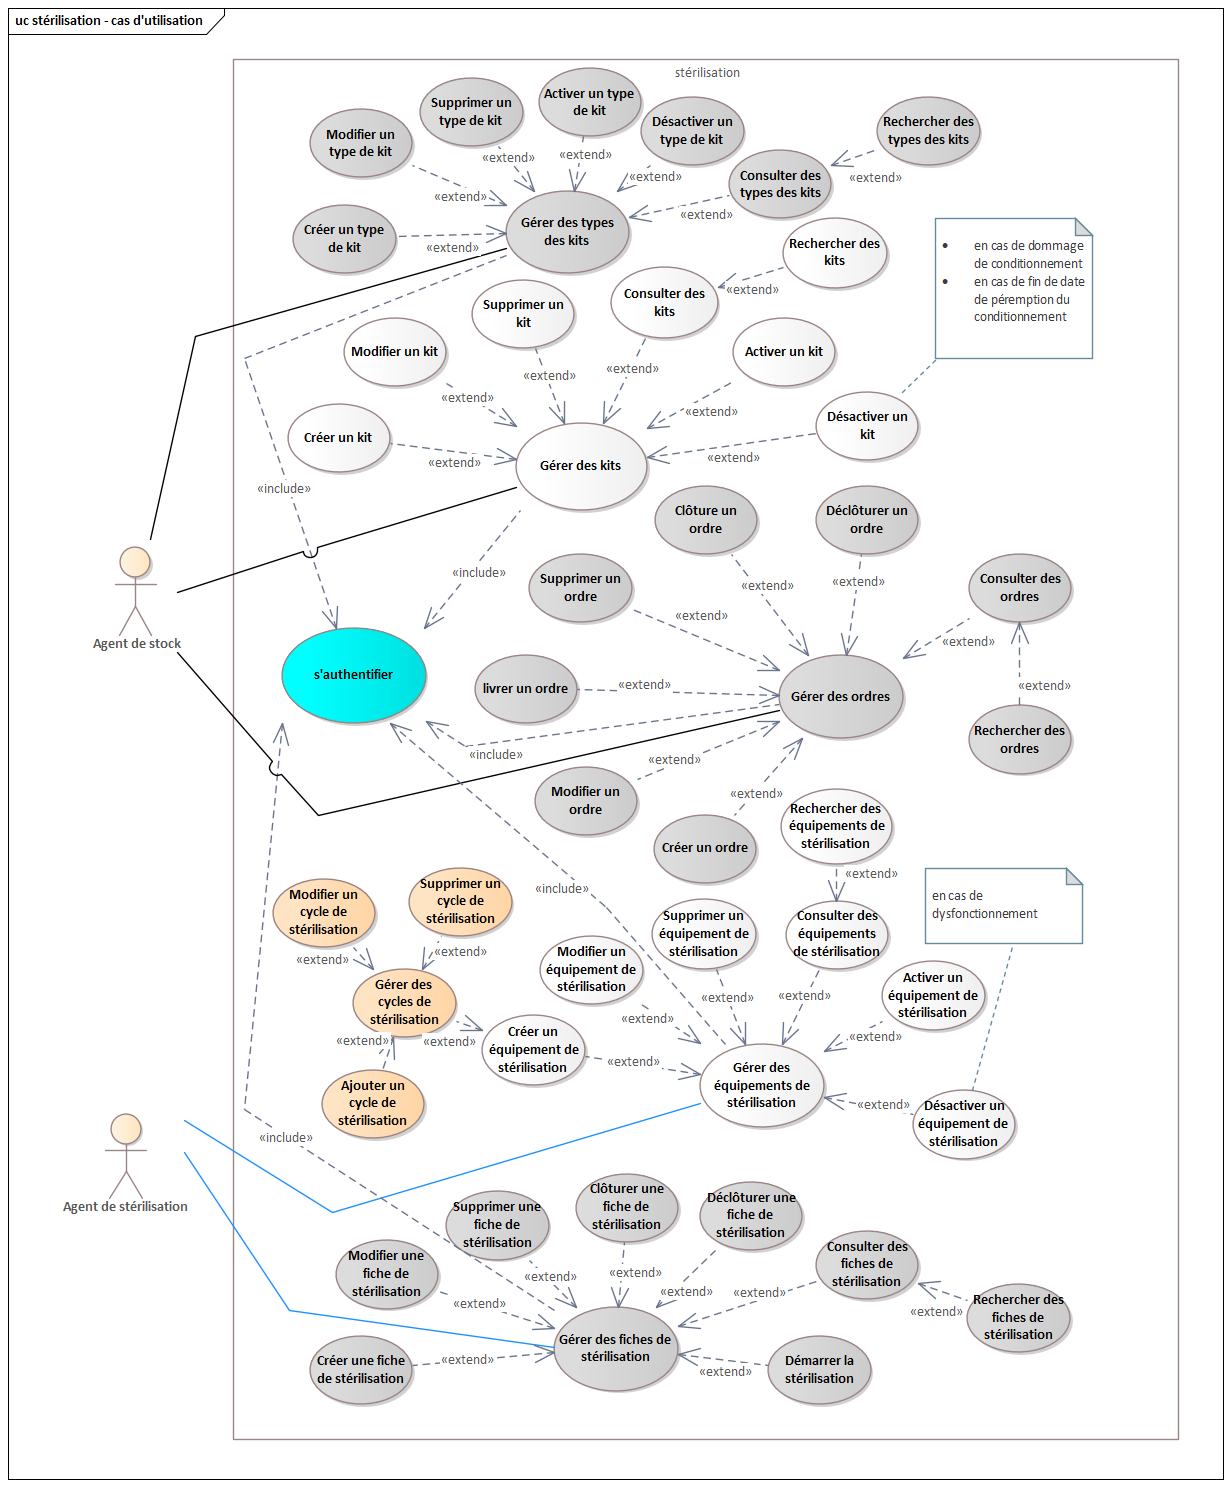 uc stérilisation - cas d'utilisation
stérilisation
Activer un type
de kit
Supprimer un
type de kit
Désactiver un
type de kit
Rechercher des
types des kits
Modifier un
type de kit
«extend»
«extend»
«extend»
«extend»
Consulter des
types des kits
«extend»
«extend»
Créer un type
de kit
«extend»
Gérer des types
des kits
Rechercher des
kits
en cas de dommage
de conditionnement
en cas de fin de date
de péremption du
conditionnement
«extend»
Consulter des
kits
Supprimer un
kit
Modifier un kit
Activer un kit
«extend»
«extend»
«extend»
«extend»
Désactiver un
kit
Créer un kit
«extend»
Gérer des kits
«extend»
«include»
Clôture un
ordre
Déclôturer un
ordre
«include»
Supprimer un
ordre
«extend»
«extend»
Consulter des
ordres
«extend»
«extend»
Agent de stock
s'authentifier
livrer un ordre
«extend»
Gérer des ordres
«extend»
Rechercher des
ordres
«include»
«extend»
Modifier un
ordre
«extend»
Créer un ordre
Rechercher des
équipements de
stérilisation
«extend»
«include»
Modifier un
cycle de
stérilisation
Supprimer un
cycle de
stérilisation
en cas de
dysfonctionnement
Supprimer un
équipement de
stérilisation
Consulter des
équipements
de stérilisation
«extend»
«extend»
Modifier un
équipement de
stérilisation
Activer un
équipement de
stérilisation
Gérer des
cycles de
stérilisation
«extend»
«extend»
«extend»
«extend»
«extend»
«extend»
Créer un
équipement de
stérilisation
«extend»
Gérer des
équipements de
stérilisation
Ajouter un
cycle de
stérilisation
«extend»
Désactiver un
équipement de
stérilisation
«include»
Agent de stérilisation
Supprimer une
fiche de
stérilisation
Clôturer une
fiche de
stérilisation
Déclôturer une
fiche de
stérilisation
Modifier une
fiche de
stérilisation
Consulter des
fiches de
stérilisation
«extend»
«extend»
«extend»
«extend»
«extend»
«extend»
Rechercher des
fiches de
stérilisation
Gérer des fiches de
stérilisation
Créer une fiche
de stérilisation
«extend»
«extend»
Démarrer la
stérilisation